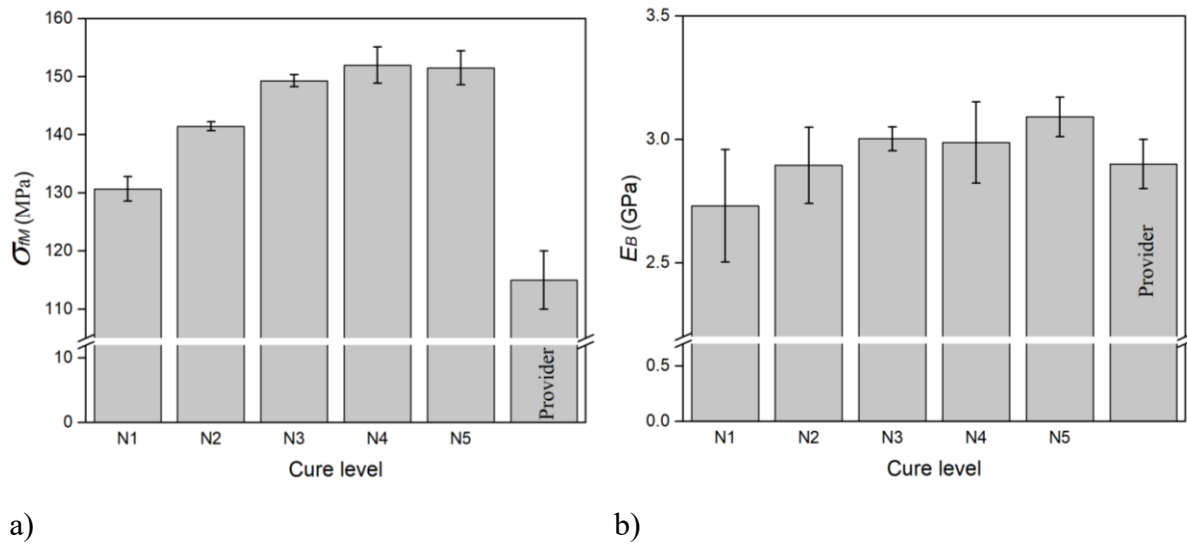 160
150
140
130
120
110
10
0
σfM (MPa)
N1 N2 N3 N4 N5
Provider
Cure level
a)
3.5
3.0
2.5
0.5
0.0
EB (GPa)
N1 N2 N3 N4 N5
Provider
Cure level
b)